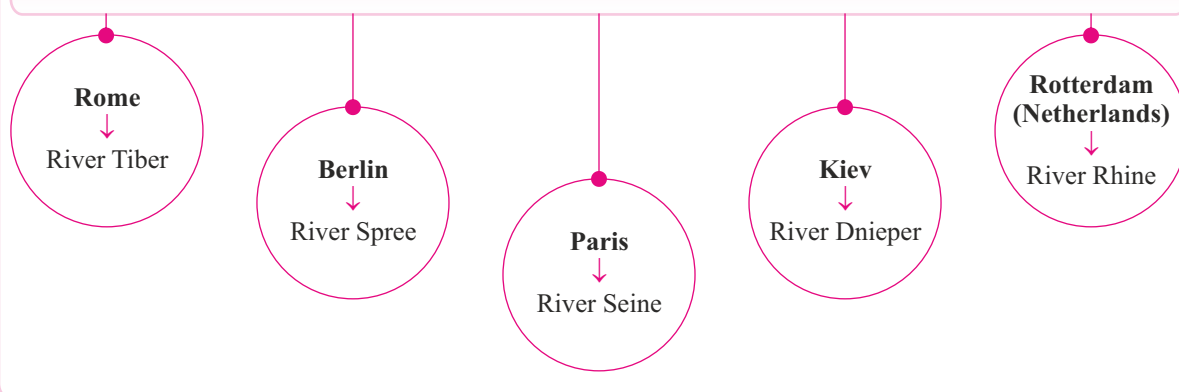 Rome
↓
River Tiber
Berlin
↓
River Spree
Paris
↓
River Seine
Kiev
↓
River Dnieper
Rotterdam
(Netherlands)
↓
River Rhine